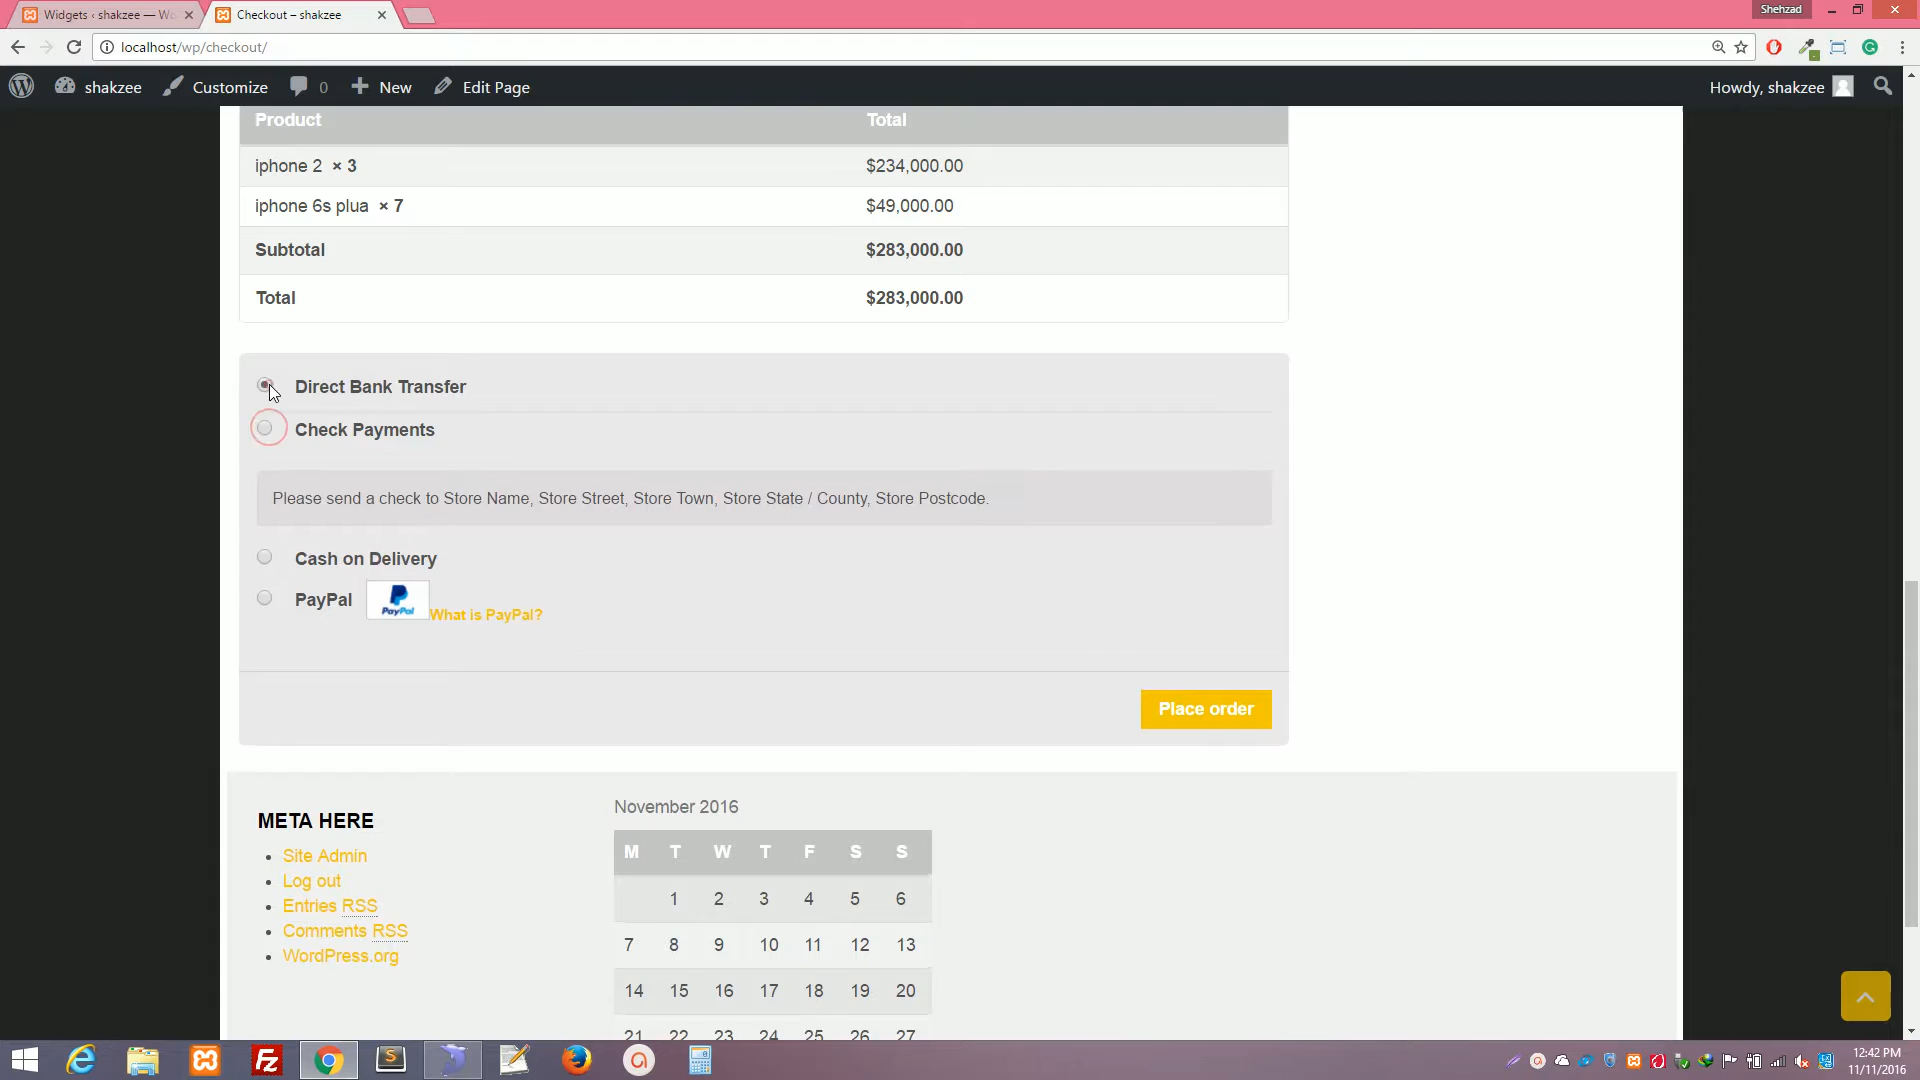 Widgets ‹ shakzee — Wo
Checkout – shakzee
Shehzad
localhost/wp/checkout/
shakzee
Customize
0
New
Edit Page
Howdy, shakzee
Product Total
iphone 2 × 3 $234,000.00
iphone 6s plua × 7 $49,000.00
Subtotal $283,000.00
Total $283,000.00
Direct Bank Transfer
Check Payments
Please send a check to Store Name, Store Street, Store Town, Store State / County, Store Postcode.
Cash on Delivery
PayPal PayPal What is PayPal?
Place order
META HERE
Site Admin
Log out
Entries RSS
Comments RSS
WordPress.org
November 2016
M T W T F S S
1 2 3 4 5 6
7 8 9 10 11 12 13
14 15 16 17 18 19 20
21 22 23 24 25 26 27
12:42 PM
11/11/2016